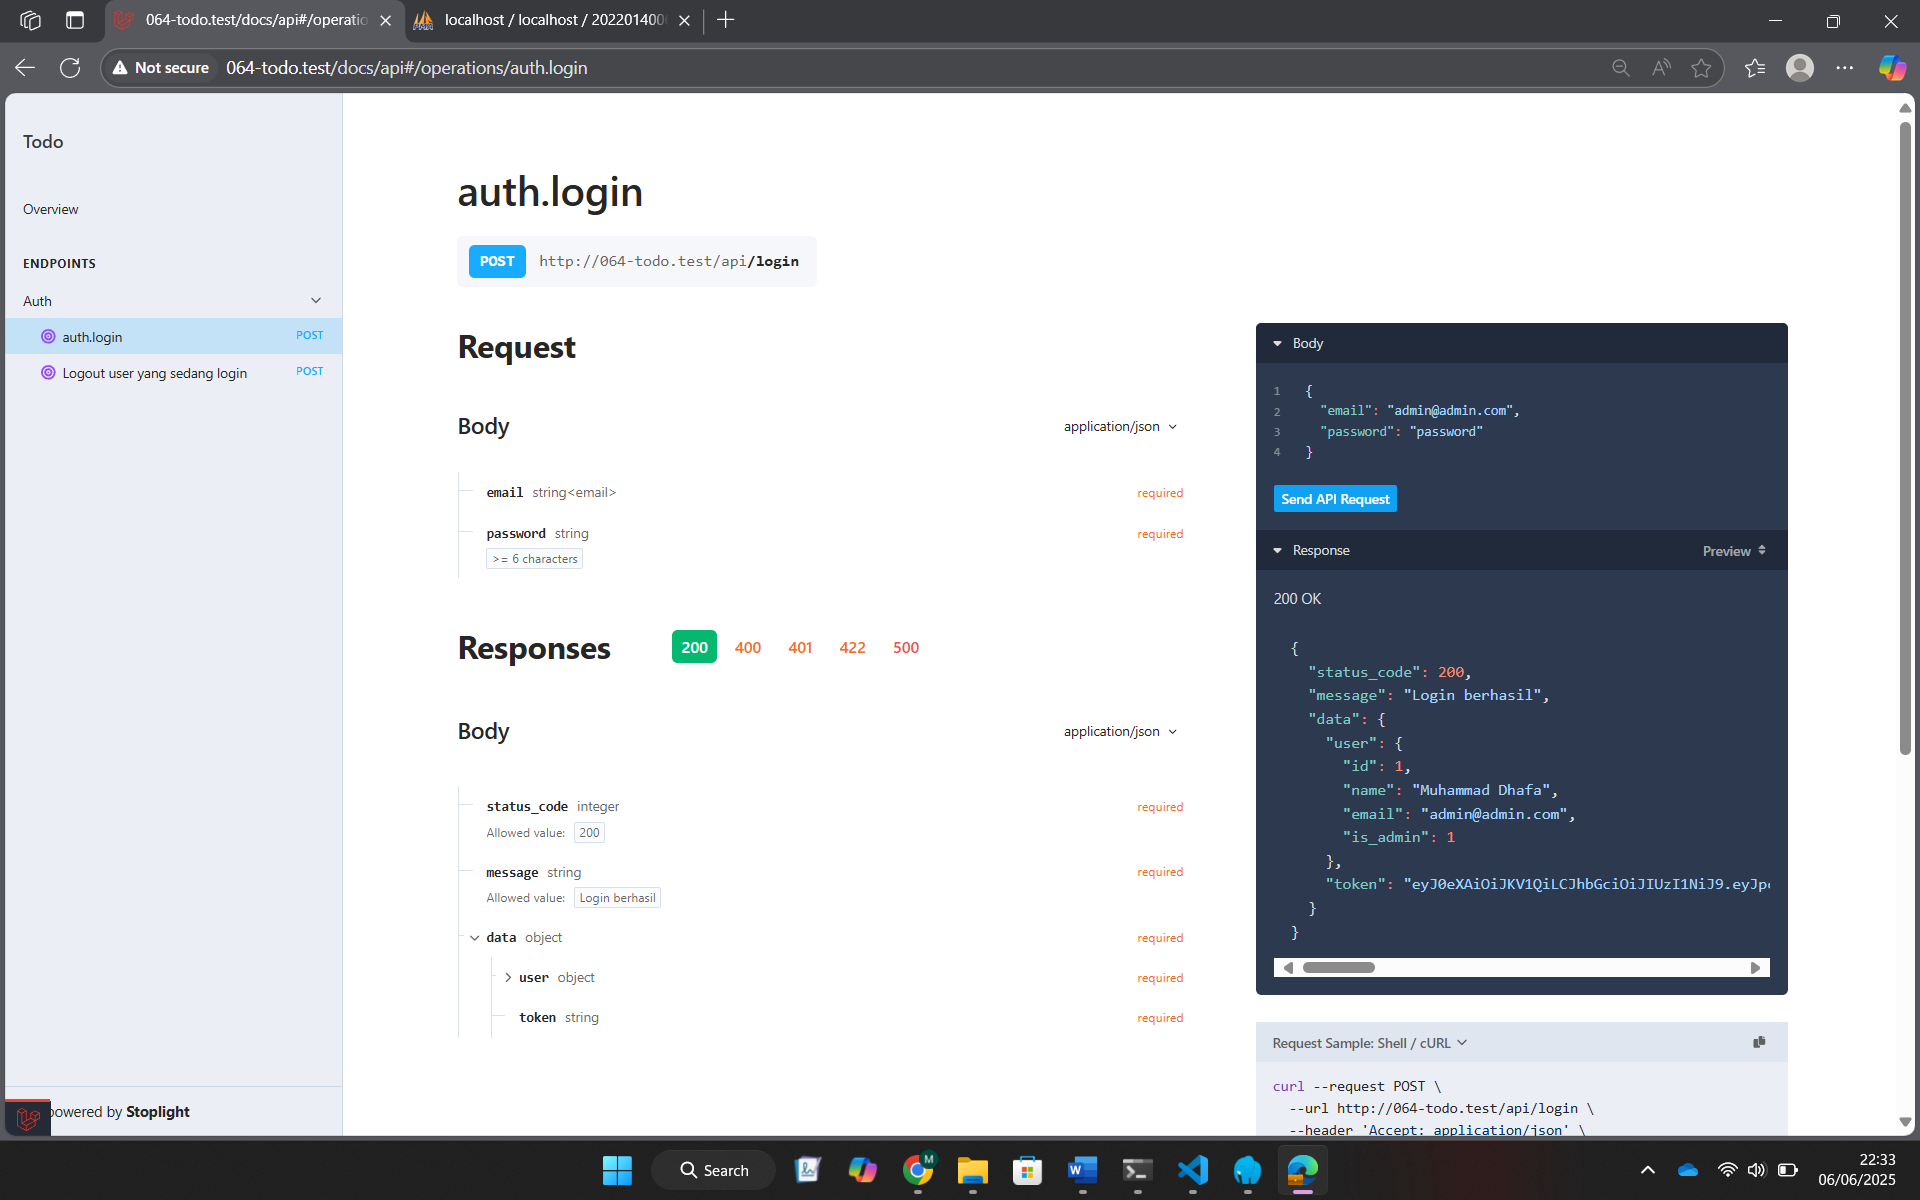 064-todo.test/docs/api#/operatio
localhost / localhost / 202201400
Not secure
064-todo.test/docs/api#/operations/auth.login
Todo
Overview
ENDPOINTS
Auth
auth.login POST
Logout user yang sedang login POST
powered by Stoplight
auth.login
POST http://064-todo.test/api/login
Request
Body
application/json
email string<email> required
password string required
>= 6 characters
Responses
200 400 401 422 500
Body
application/json
status_code integer required
Allowed value: 200
message string required
Allowed value: Login berhasil
data object required
user object required
token string required
Body
1 {
2 "email": "admin@admin.com",
3 "password": "password"
4 }
Send API Request
Response Preview
200 OK
{
"status_code": 200,
"message": "Login berhasil",
"data": {
"user": {
"id": 1,
"name": "Muhammad Dhafa",
"email": "admin@admin.com",
"is_admin": 1
},
"token": "eyJ0eXAiOiJKV1QiLCJhbGciOiJIUzI1NiJ9.eyJpc
}
}
Request Sample: Shell / cURL
curl --request POST \
--url http://064-todo.test/api/login \
--header 'Accept: application/json' \
Search
M
22:33
06/06/2025